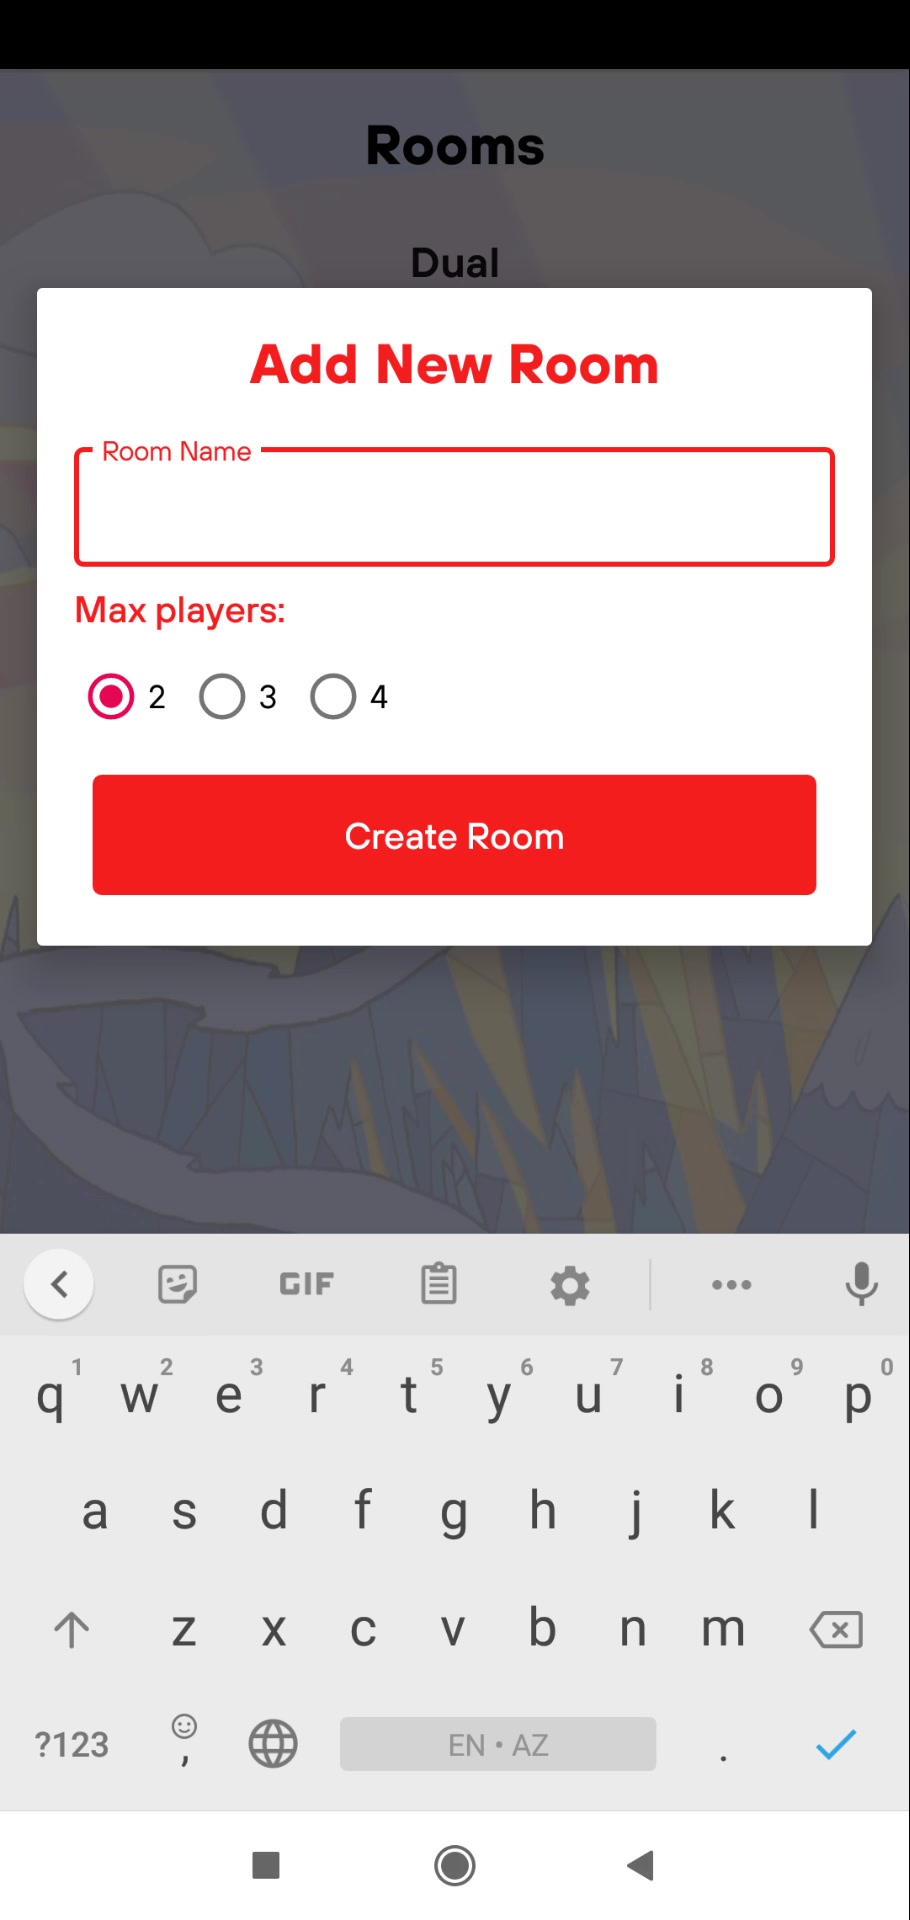 Rooms
Dual
Add New Room
Room Name
Max players:
2 3 4
Create Room
GIF
1 2 3 4 5 6 7 8 9 0
q w e r t y u i o p
a s d f g h j k l
z x c v b n m
?123 , EN • AZ .